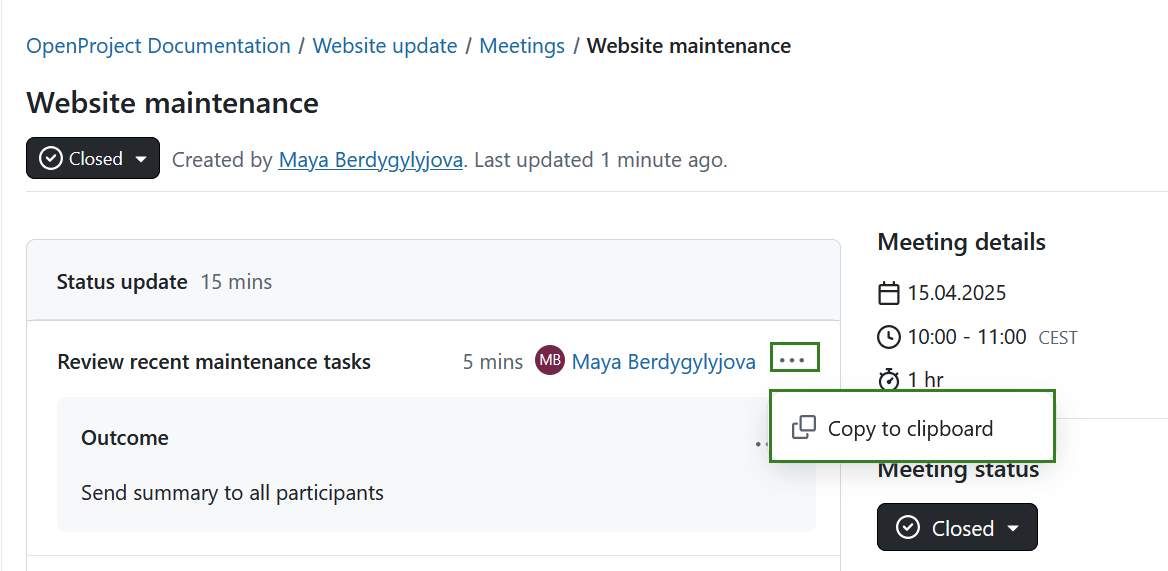 OpenProject Documentation / Website update / Meetings / Website maintenance
Website maintenance
Closed Created by Maya Berdygylyjova. Last updated 1 minute ago.
Status update 15 mins
Review recent maintenance tasks 5 mins MB Maya Berdygylyjova ...
Outcome
Send summary to all participants
Meeting details
15.04.2025
10:00 - 11:00 CEST
1 hr
Copy to clipboard
Meeting status
Closed